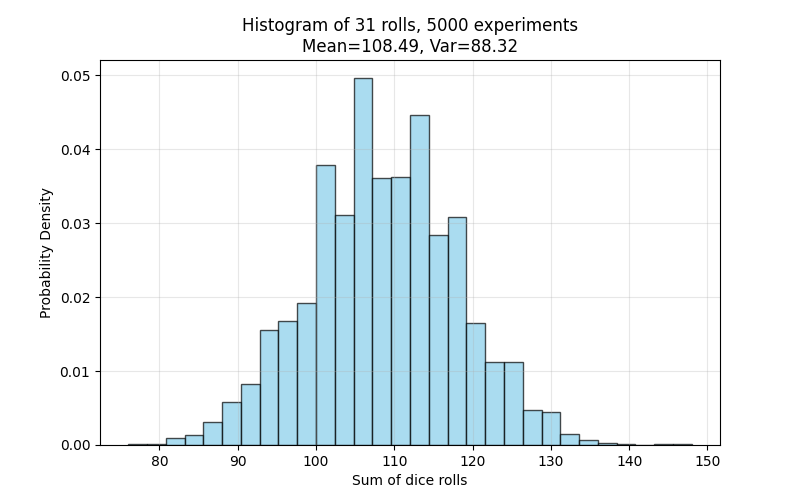 Histogram of 31 rolls, 5000 experiments
Mean=108.49, Var=88.32
Probability Density
0.05
0.04
0.03
0.02
0.01
0.00
80 90 100 110 120 130 140 150
Sum of dice rolls